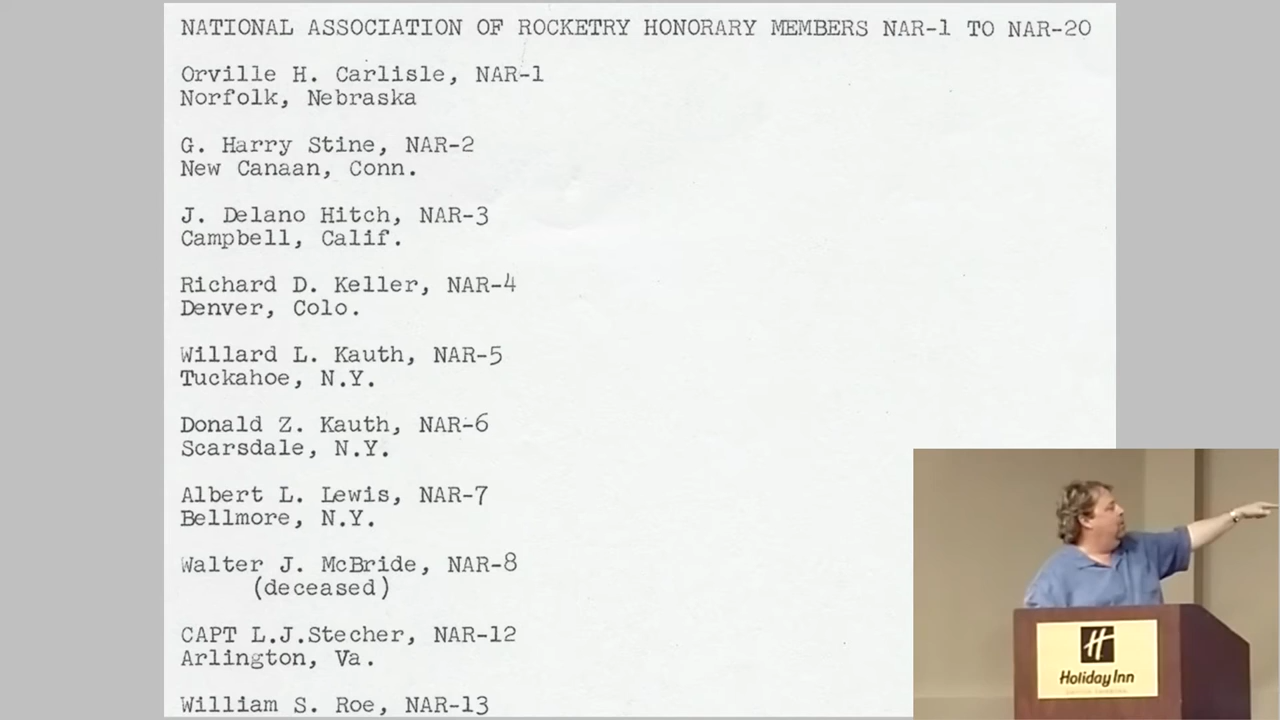 NATIONAL ASSOCIATION OF ROCKETRY HONORARY MEMBERS NAR-1 TO NAR-20
Orville H. Carlisle, NAR-1
Norfolk, Nebraska
G. Harry Stine, NAR-2
New Canaan, Conn.
J. Delano Hitch, NAR-3
Campbell, Calif.
Richard D. Keller, NAR-4
Denver, Colo.
Willard L. Kauth, NAR-5
Tuckahoe, N.Y.
Donald Z. Kauth, NAR-6
Scarsdale, N.Y.
Albert L. Lewis, NAR-7
Bellmore, N.Y.
Walter J. McBride, NAR-8
(deceased)
CAPT L.J.Stecher, NAR-12
Arlington, Va.
William S. Roe, NAR-13
H
Holiday Inn